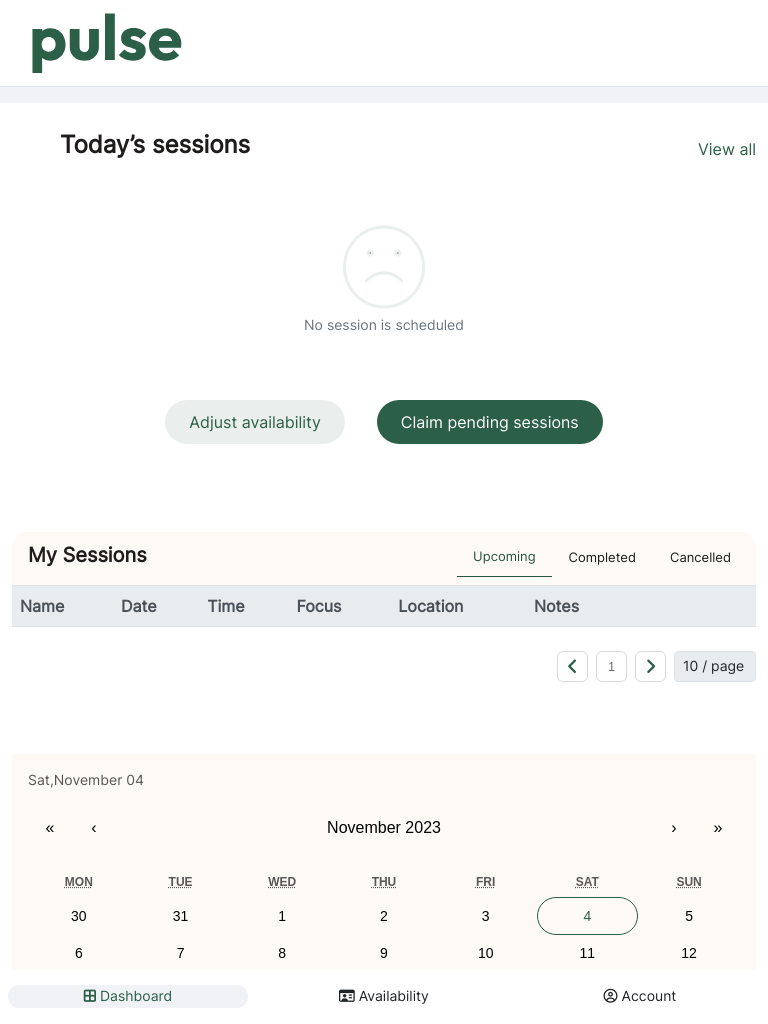 pulse
Today’s sessions
View all
No session is scheduled
Adjust availability Claim pending sessions
My Sessions Upcoming Completed Cancelled
Name Date Time Focus Location Notes
1 10 / page
Sat,November 04
« ‹ November 2023 › »
MON TUE WED THU FRI SAT SUN
30 31 1 2 3 4 5
6 7 8 9 10 11 12
Dashboard Availability Account